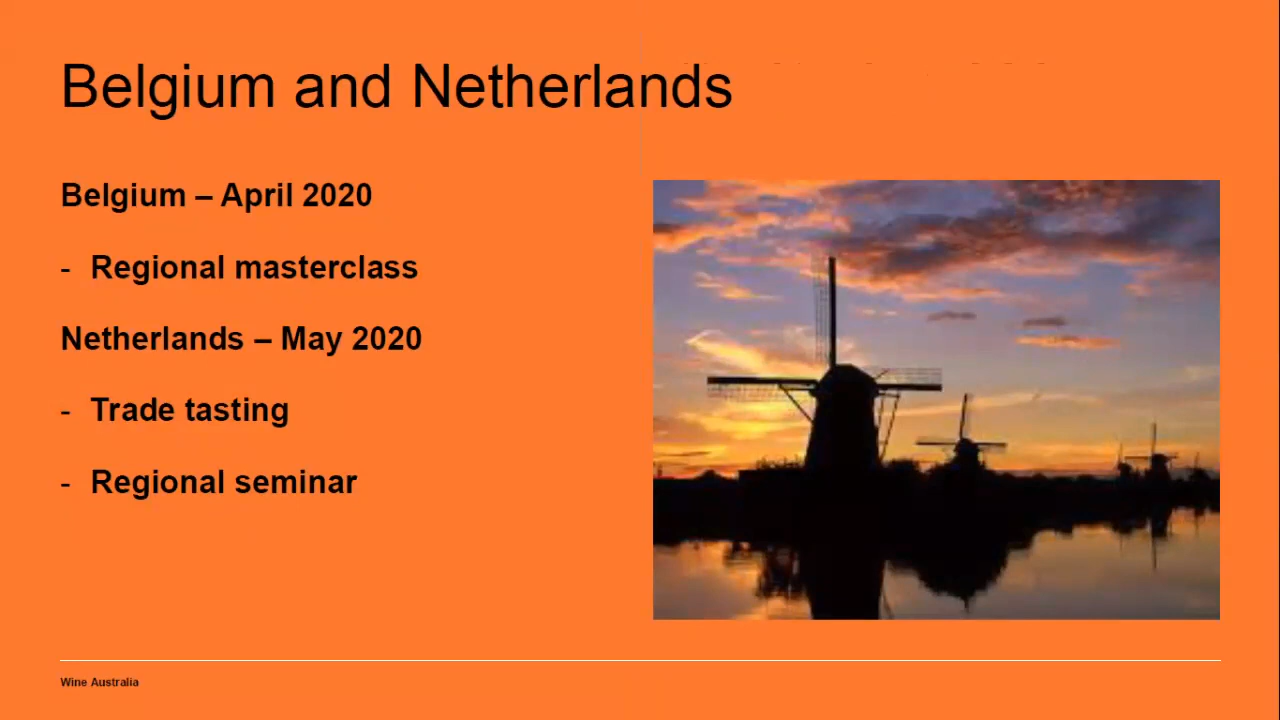 Belgium and Netherlands
Belgium – April 2020
- Regional masterclass
Netherlands – May 2020
- Trade tasting
- Regional seminar
Wine Australia